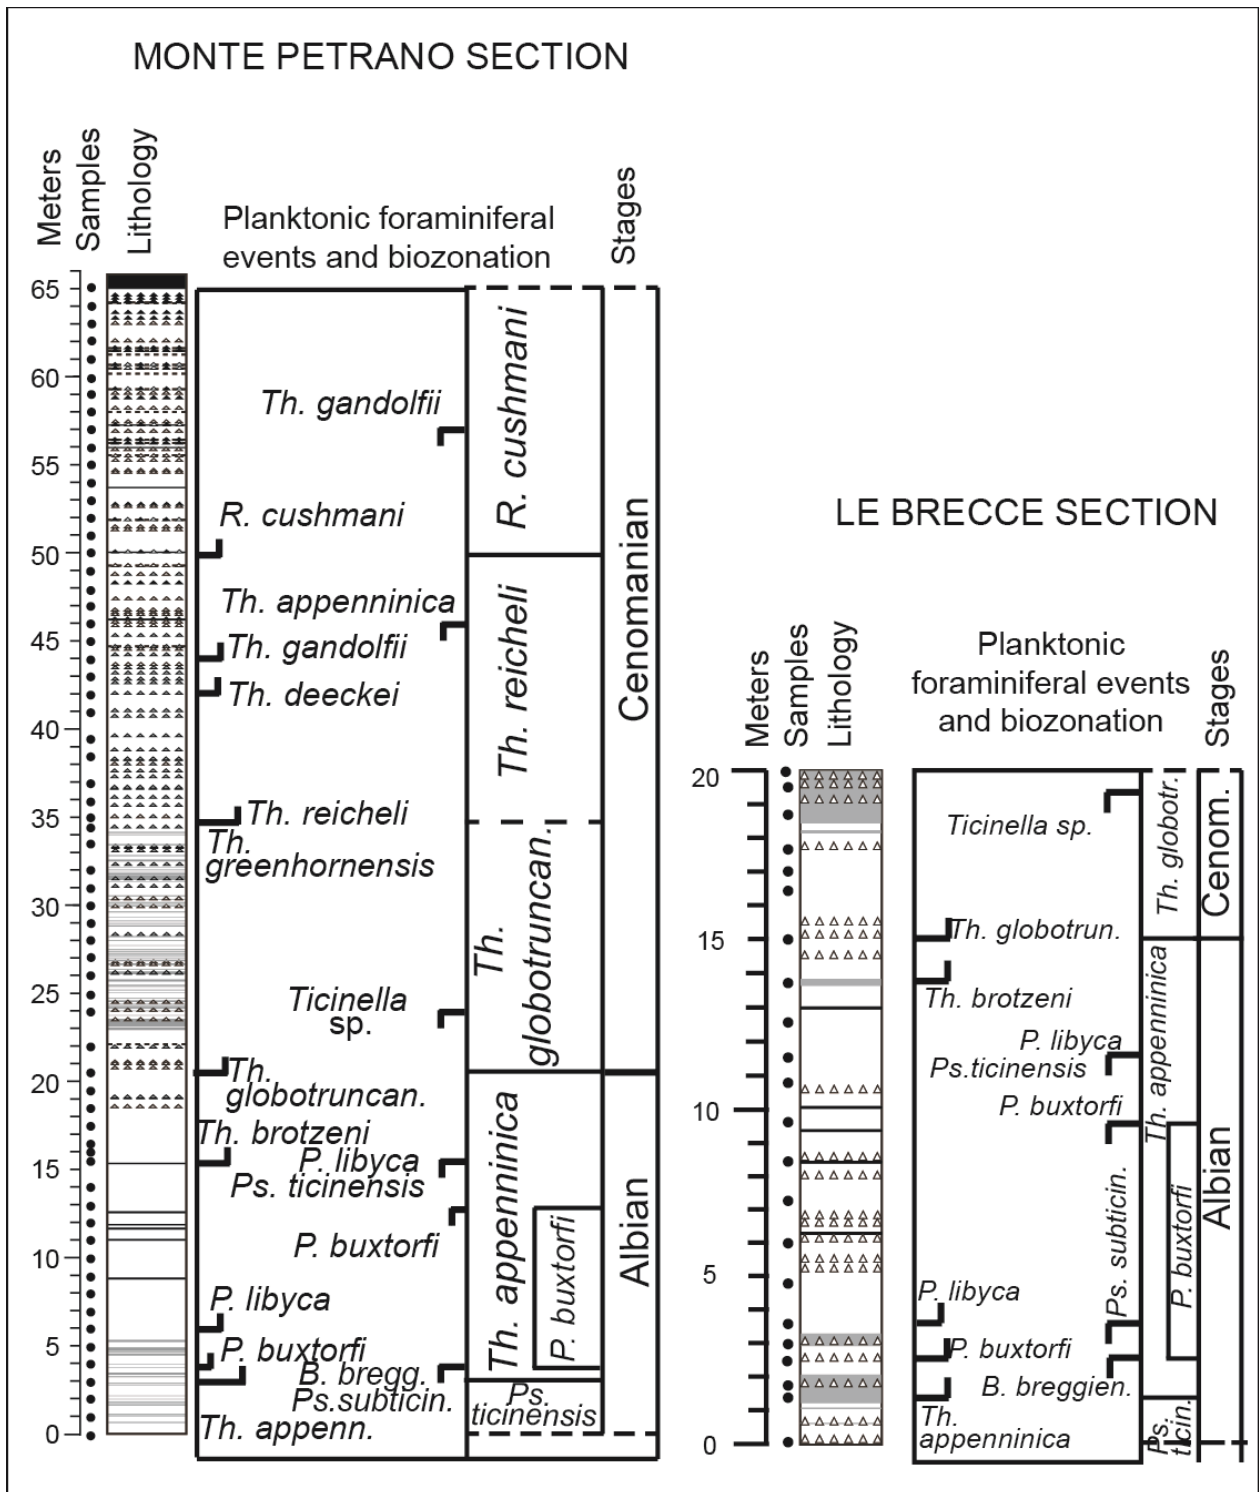 MONTE PETRANO SECTION
Meters
Samples
Lithology
Planktonic foraminiferal
events and biozonation
Stages
65
60
55
50
45
40
35
30
25
20
15
10
5
0
Th. gandolfii
R. cushmani
Th. appenninica
Th. gandolfii
Th. deeckei
Th. reicheli
Th.
greenhornensis
Ticinella
sp.
Th.
globotruncan.
Th. brotzeni
P. libyca
Ps. ticinensis
P. buxtorfi
P. libyca
P. buxtorfi
B. bregg.
Ps.subticin.
Th. appenn.
R. cushmani
Th. reicheli
Th.
globotruncan.
Th. appenninica
P. buxtorfi
Ps.
ticinensis
Cenomanian
Albian
LE BRECCE SECTION
Meters
Samples
Lithology
Planktonic
foraminiferal events
and biozonation
Stages
20
15
10
5
0
Ticinella sp.
Th. globotrun.
Th. brotzeni
P. libyca
Ps.ticinensis
P. buxtorfi
Ps. subticin.
P. libyca
P. buxtorfi
B. breggien.
Th.
appenninica
Th. globotr.
Th. appenninica
P. buxtorfi
Ps.
ticin.
Cenom.
Albian